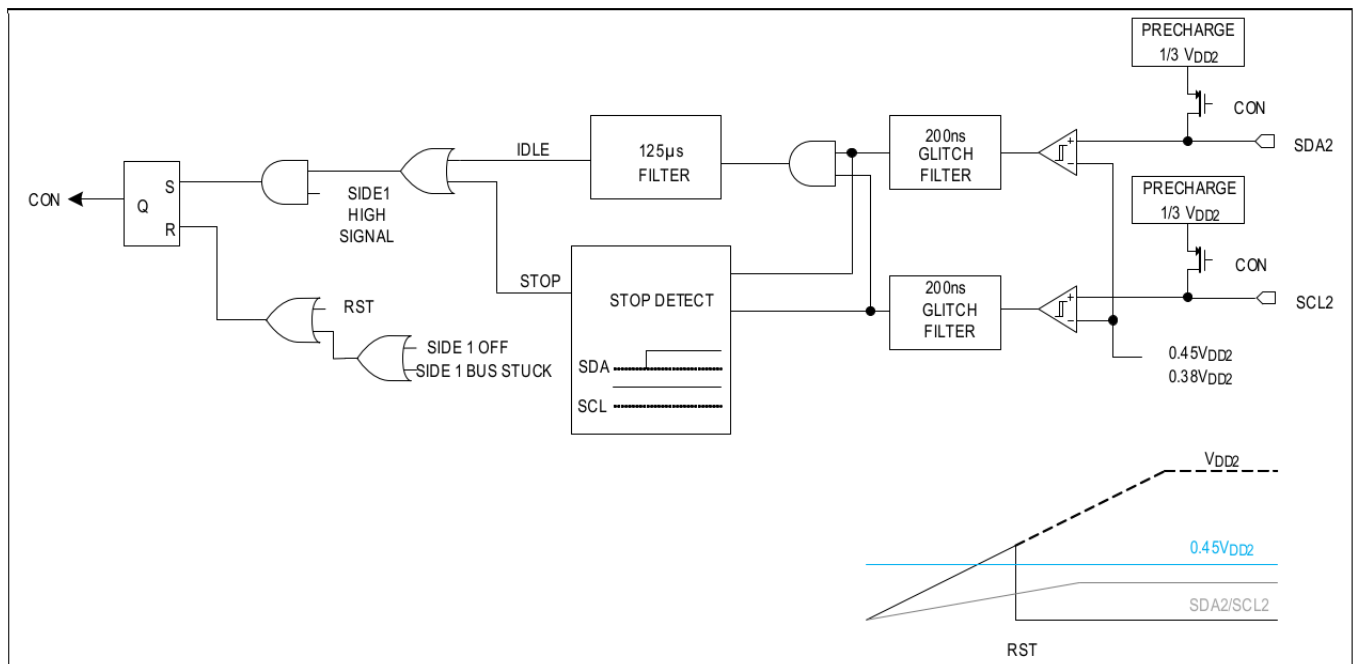 PRECHARGE
1/3 VDD2
CON
SDA2
200ns
GLITCH
FILTER
125µs
FILTER
IDLE
S
Q
R
CON
SIDE1
HIGH
SIGNAL
PRECHARGE
1/3 VDD2
CON
SCL2
200ns
GLITCH
FILTER
STOP
STOP DETECT
SDA
SCL
RST
SIDE 1 OFF
SIDE 1 BUS STUCK
0.45VDD2
0.38VDD2
VDD2
0.45VDD2
SDA2/SCL2
RST